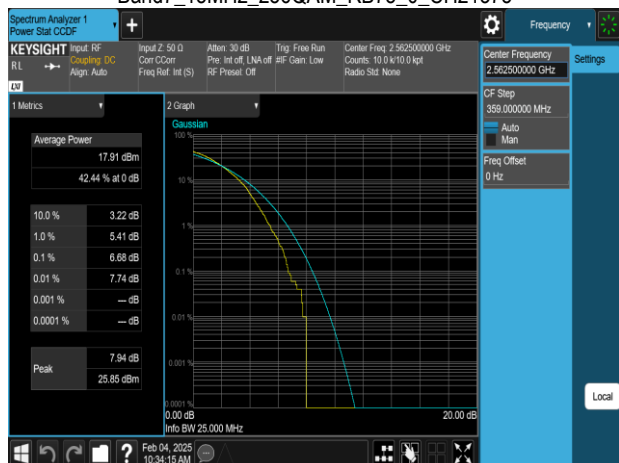 Spectrum Analyzer 1
Power Stat CCDF
+
Frequency
KEYSIGHT
RL
LXI
Input: RF
Coupling: DC
Align: Auto
Input Z: 50 Ω
Corr CCorr
Freq Ref: Int (S)
Atten: 30 dB
Pre: Int off, LNA off
RF Preset: Off
Trig: Free Run
#IF Gain: Low
Center Freq: 2.562500000 GHz
Counts: 10.0 k/10.0 kpt
Radio Std: None
Center Frequency
2.562500000 GHz
Settings
CF Step
359.000000 MHz
Auto
Man
Freq Offset
0 Hz
1 Metrics
Average Power
17.91 dBm
42.44 % at 0 dB
10.0 % 3.22 dB
1.0 % 5.41 dB
0.1 % 6.68 dB
0.01 % 7.74 dB
0.001 % --- dB
0.0001 % --- dB
Peak
7.94 dB
25.85 dBm
2 Graph
Gaussian
100 %
10 %
1 %
0.1 %
0.01 %
0.001 %
0.0001 %
0.00 dB
20.00 dB
Info BW 25.000 MHz
Local
?
Feb 04, 2025
10:34:15 AM